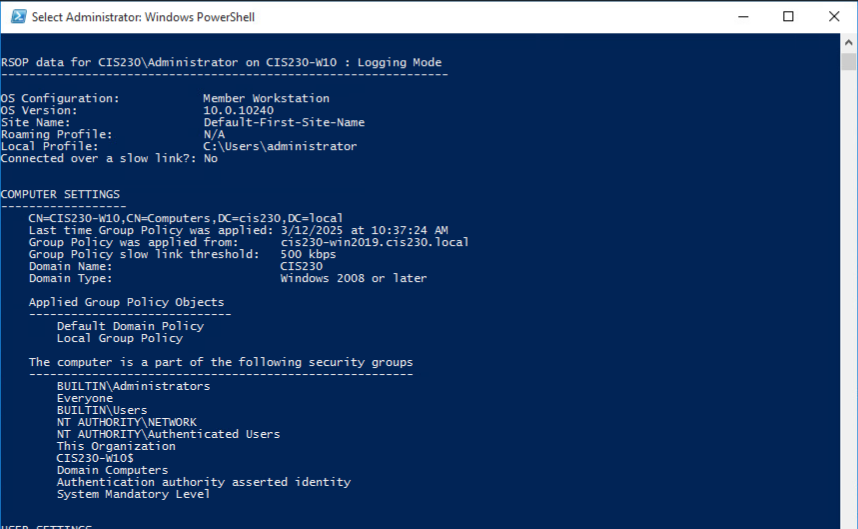 Select Administrator: Windows PowerShell
RSOP data for CIS230\Administrator on CIS230-W10 : Logging Mode
----------------------------------------------------------------
OS Configuration:            Member Workstation
OS Version:                  10.0.10240
Site Name:                   Default-First-Site-Name
Roaming Profile:             N/A
Local Profile:               C:\Users\administrator
Connected over a slow link?: No
COMPUTER SETTINGS
------------------
    CN=CIS230-W10,CN=Computers,DC=cis230,DC=local
    Last time Group Policy was applied: 3/12/2025 at 10:37:24 AM
    Group Policy was applied from:      cis230-win2019.cis230.local
    Group Policy slow link threshold:   500 kbps
    Domain Name:                        CIS230
    Domain Type:                        Windows 2008 or later
    Applied Group Policy Objects
    -----------------------------
        Default Domain Policy
        Local Group Policy
    The computer is a part of the following security groups
    -------------------------------------------------------
        BUILTIN\Administrators
        Everyone
        BUILTIN\Users
        NT AUTHORITY\NETWORK
        NT AUTHORITY\Authenticated Users
        This Organization
        CIS230-W10$
        Domain Computers
        Authentication authority asserted identity
        System Mandatory Level
USER SETTINGS